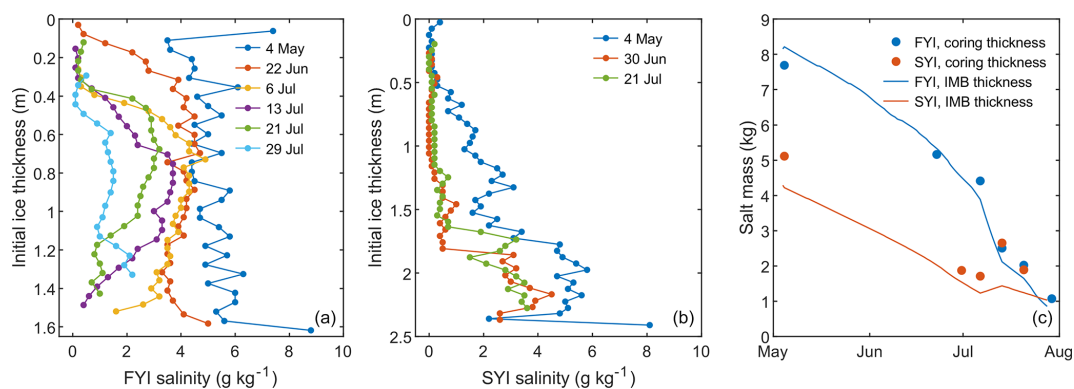 0
0.2
0.4
0.6
0.8
1
1.2
1.4
1.6
Initial ice thickness (m)
4 May
22 Jun
6 Jul
13 Jul
21 Jul
29 Jul
(a)
0 2 4 6 8 10
FYI salinity (g kg-1)
0
0.5
1
1.5
2
2.5
Initial ice thickness (m)
4 May
30 Jun
21 Jul
(b)
0 2 4 6 8 10
SYI salinity (g kg-1)
9
8
7
6
5
4
3
2
1
0
Salt mass (kg)
FYI, coring thickness
SYI, coring thickness
FYI, IMB thickness
SYI, IMB thickness
(c)
May Jun Jul Aug